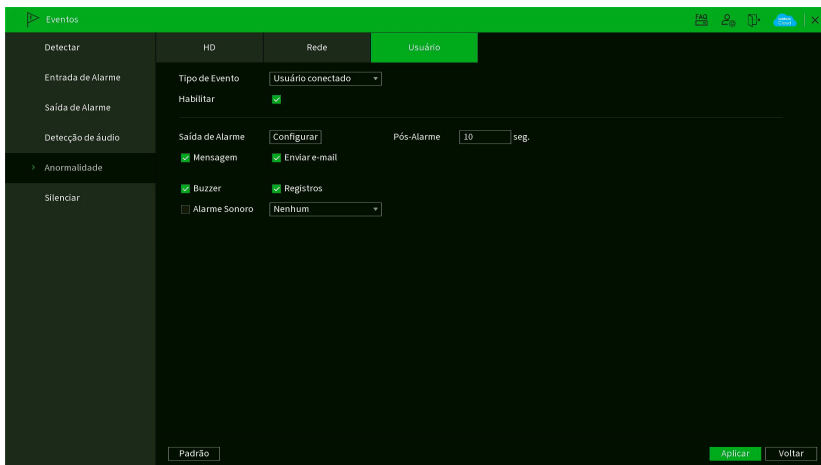 Eventos
FAQ
Detectar
HD Rede Usuário
Entrada de Alarme
Tipo de Evento Usuário conectado
Habilitar
Saída de Alarme
Detecção de áudio
Saída de Alarme Configurar Pós-Alarme 10 seg.
Mensagem Enviar e-mail
Anormalidade
Buzzer Registros
Silenciar
Alarme Sonoro Nenhum
Padrão Aplicar Voltar